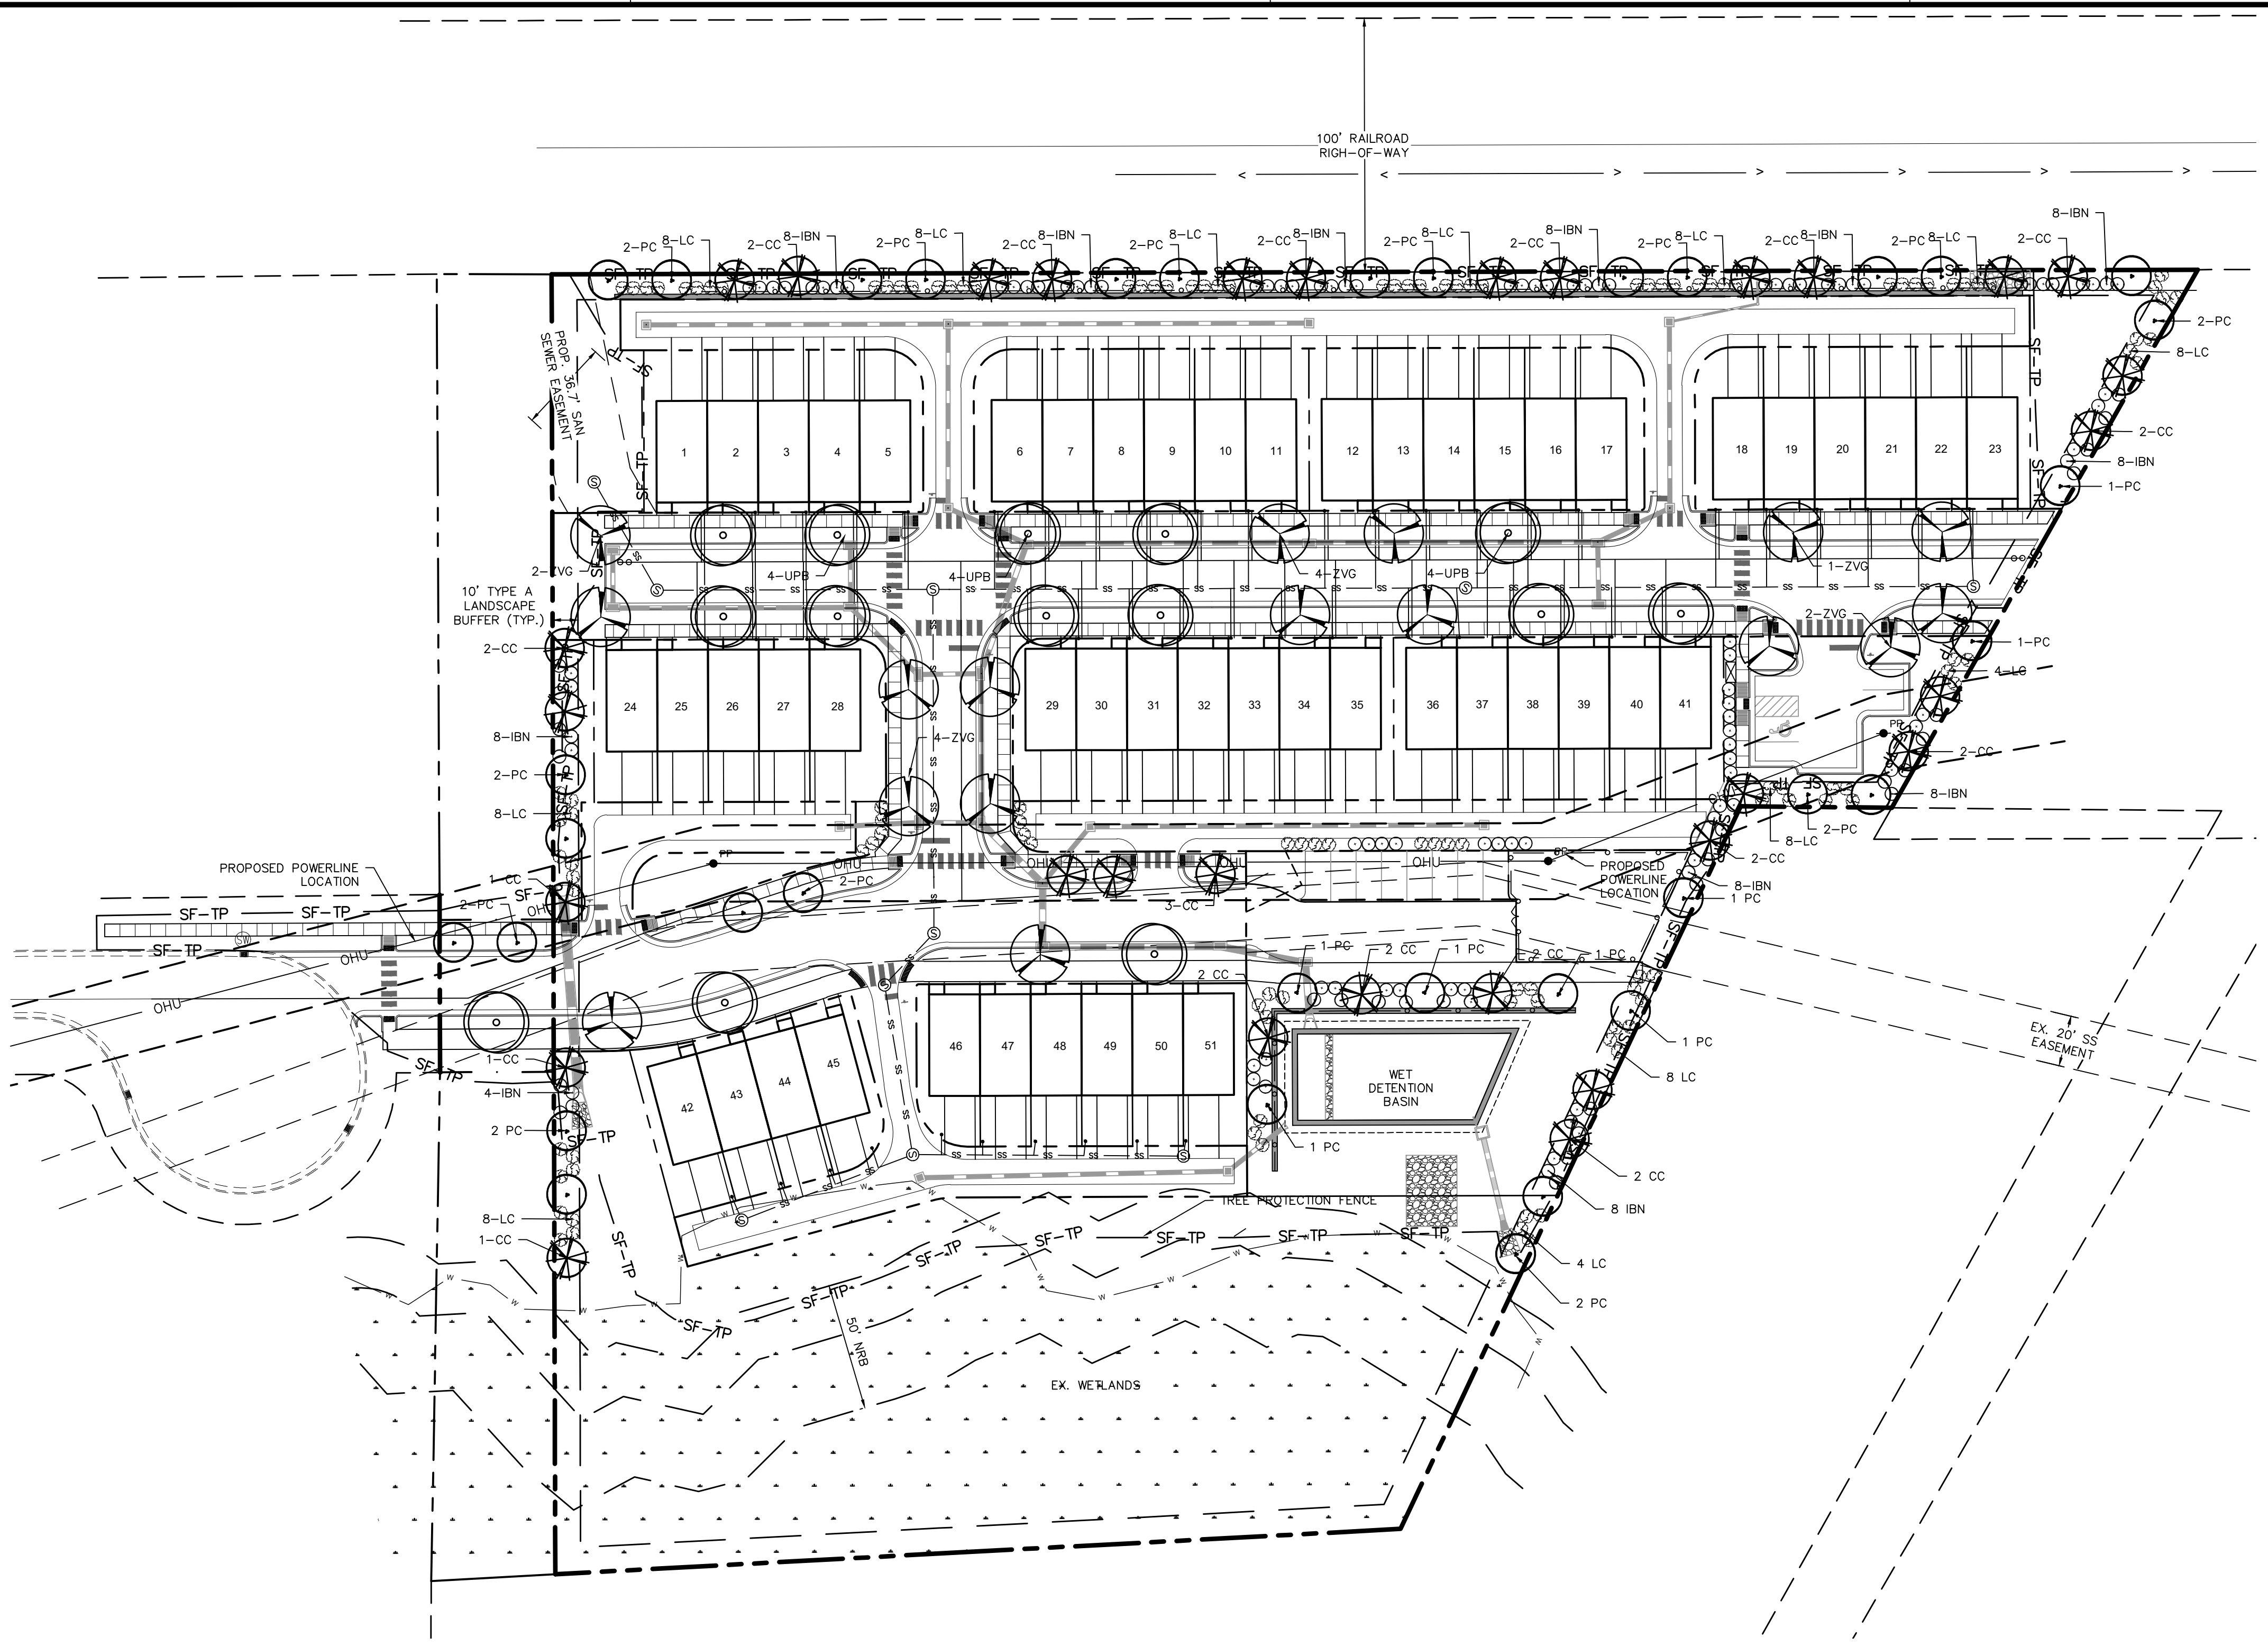 100' RAILROAD
RIGH-OF-WAY
8-IBN
2-PC
8-LC
2-CC
8-IBN
2-PC
8-LC
2-CC
8-IBN
2-PC
8-LC
2-CC
8-IBN
2-PC
8-LC
2-CC
8-IBN
2-PC
8-LC
2-CC
8-IBN
2-PC
8-LC
2-CC
SF-TP
2-PC
8-LC
2-CC
8-IBN
1-PC
PROP. 36.7' SAN
SEWER EASEMENT
1 2 3 4 5 6 7 8 9 10 11 12 13 14 15 16 17 18 19 20 21 22 23
2-ZVG
4-UPB
4-UPB
4-ZVG
4-UPB
1-ZVG
10' TYPE A
LANDSCAPE
BUFFER (TYP.)
2-ZVG
2-CC
1-PC
4-LC
24 25 26 27 28 29 30 31 32 33 34 35 36 37 38 39 40 41
8-IBN
4-ZVG
PP
2-CC
2-PC
8-IBN
8-LC
2-PC
8-LC
2-CC
PROPOSED POWERLINE
LOCATION
PP
OHU
OHU
OHU
PROPOSED
POWERLINE
LOCATION
8-IBN
1 PC
1-CC
2-PC
2-PC
3-CC
SF-TP
SF-TP
SF-TP
SW
OHU
OHU
1 PC
2 CC
1 PC
2 CC
1 PC
2 CC
EX. 20' SS
EASEMENT
1 PC
8 LC
1-CC
4-IBN
2 PC
SF-TP
SF-TP
42 43 44 45 46 47 48 49 50 51
WET
DETENTION
BASIN
1 PC
2 CC
8 IBN
TREE PROTECTION FENCE
8-LC
1-CC
SF-TP
SF-TP
SF-TP
SF-TP
SF-TP
SF-TP
SF-TP
SF-TP
4 LC
2 PC
50' NRB
EX. WETLANDS